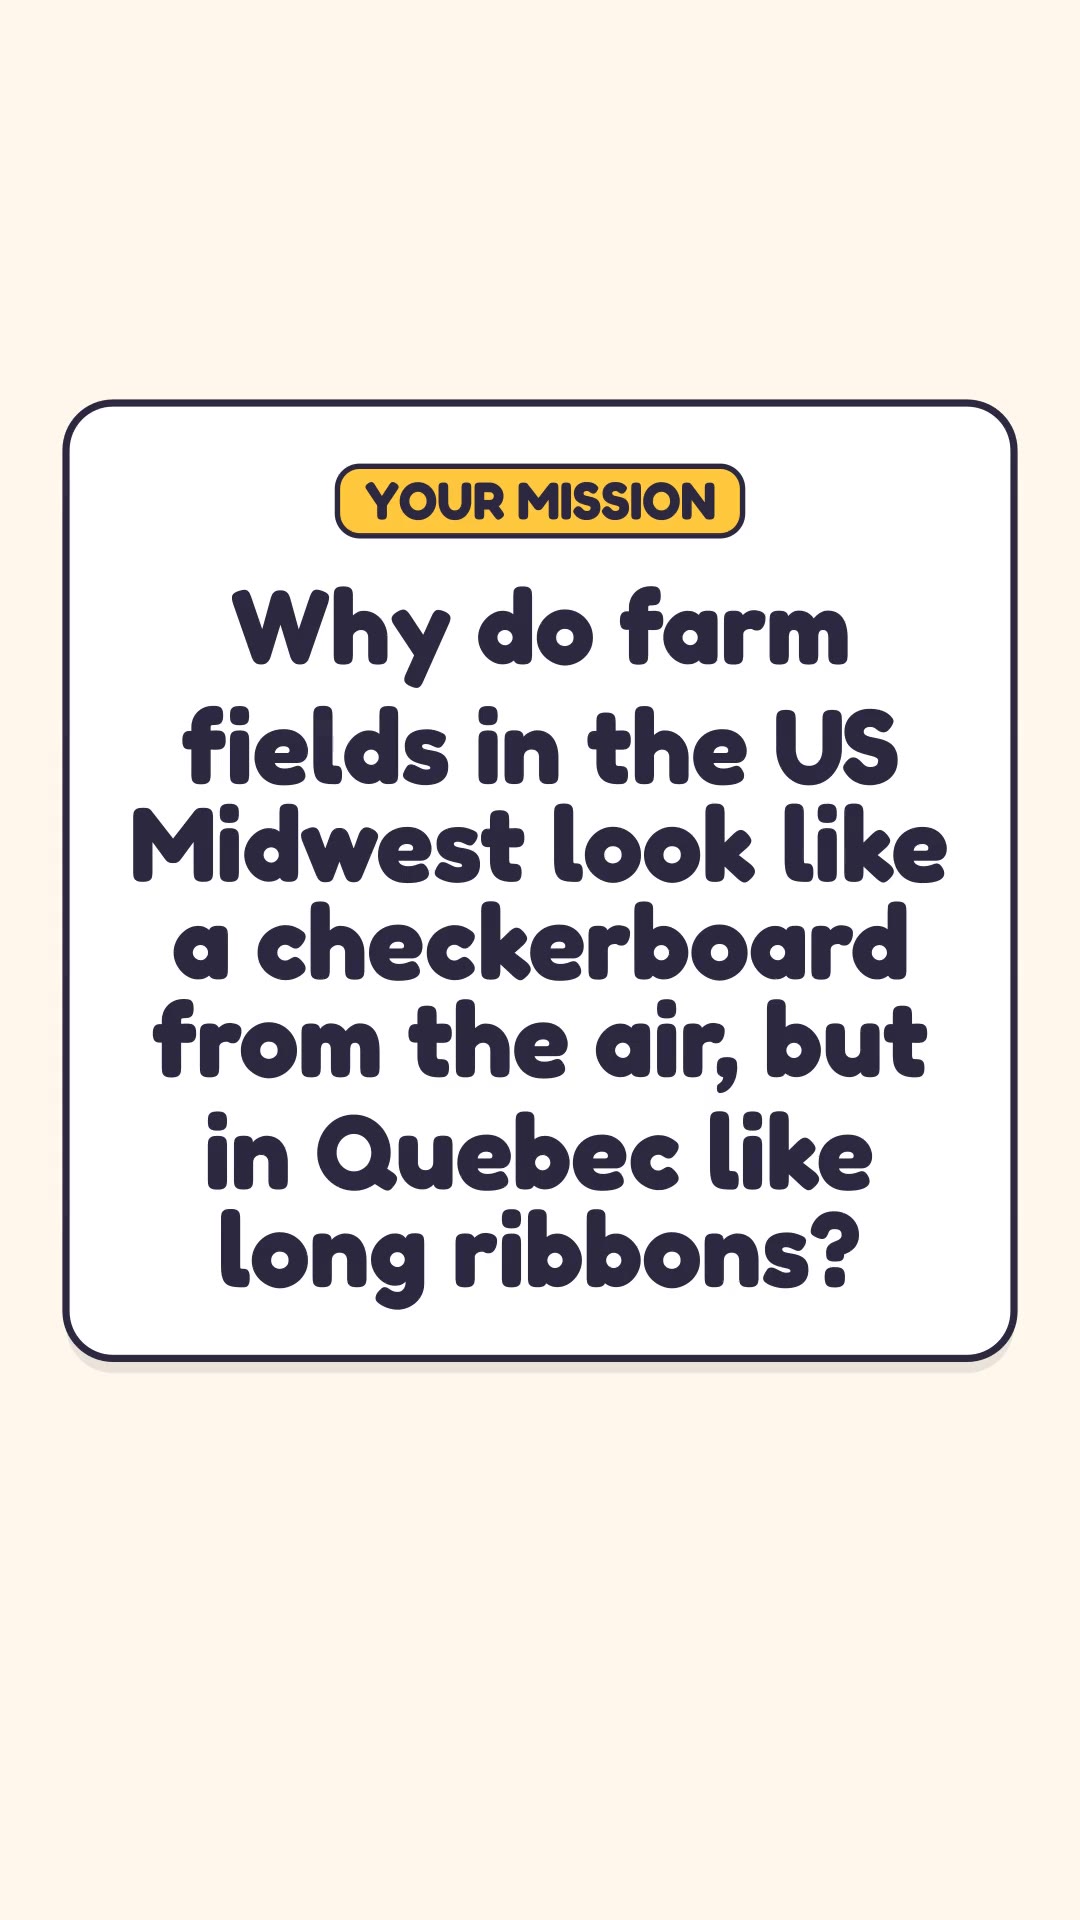 YOUR MISSION
Why do farm
fields in the US
Midwest look like
a checkerboard
from the air, but
in Quebec like
long ribbons?